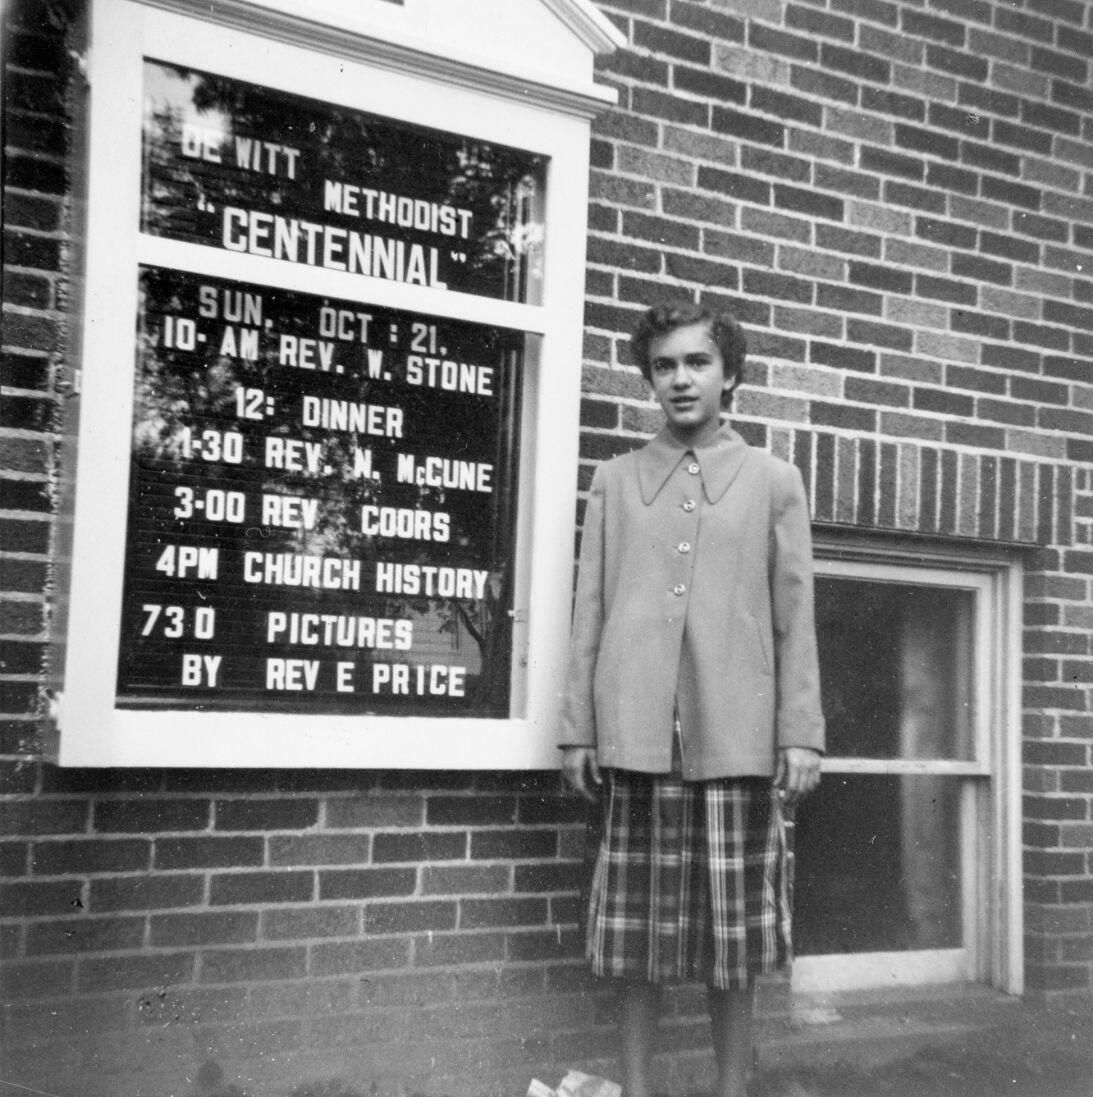 DE WITT
METHODIST
"CENTENNIAL"
SUN, OCT : 21,
10- AM REV. W. STONE
12: DINNER
1-30 REV. N. McCUNE
3-00 REV COORS
4PM CHURCH HISTORY
730 PICTURES
BY REV E PRICE